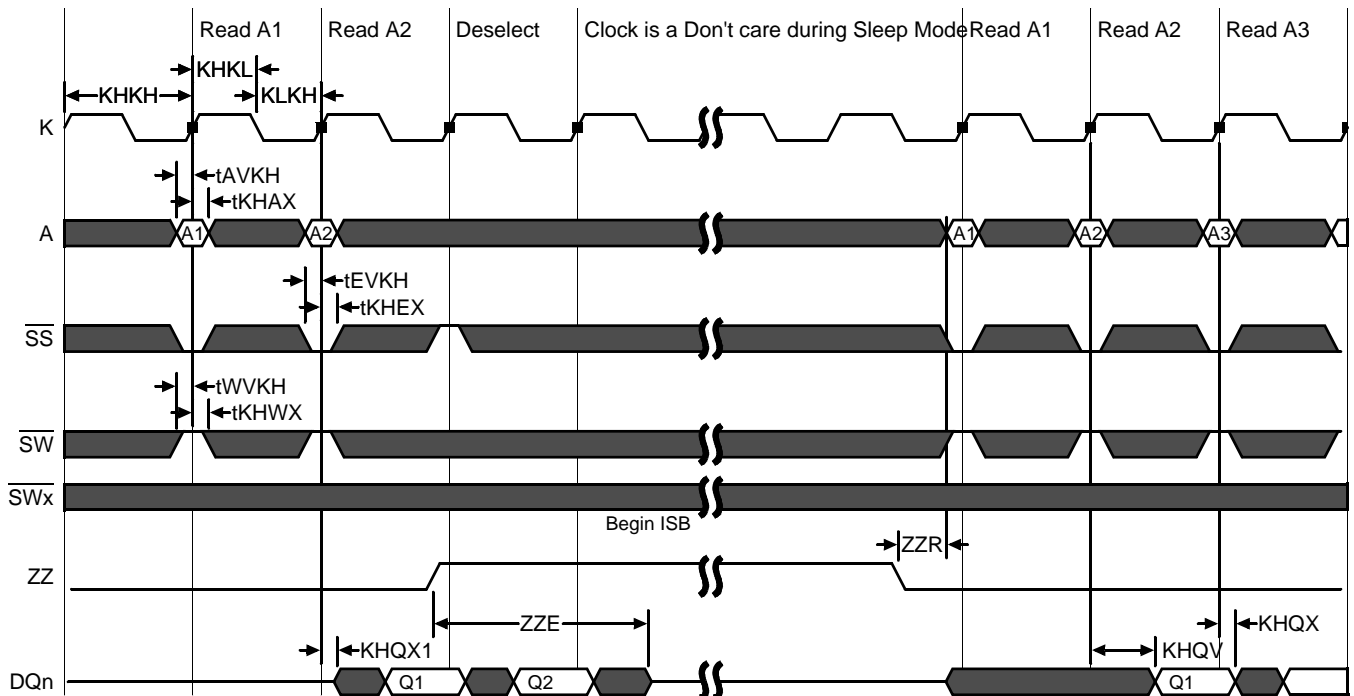 Read A1 Read A2 Deselect Clock is a Don't care during Sleep Mode Read A1 Read A2 Read A3
KHKL
KHKH KLKH
K
tAVKH
tKHAX
A A1 A2 A1 A2 A3
tEVKH
tKHEX
SS
tWVKH
tKHWX
SW
SWx
Begin ISB
ZZR
ZZ
ZZE
KHQX1 KHQV KHQX
DQn Q1 Q2 Q1